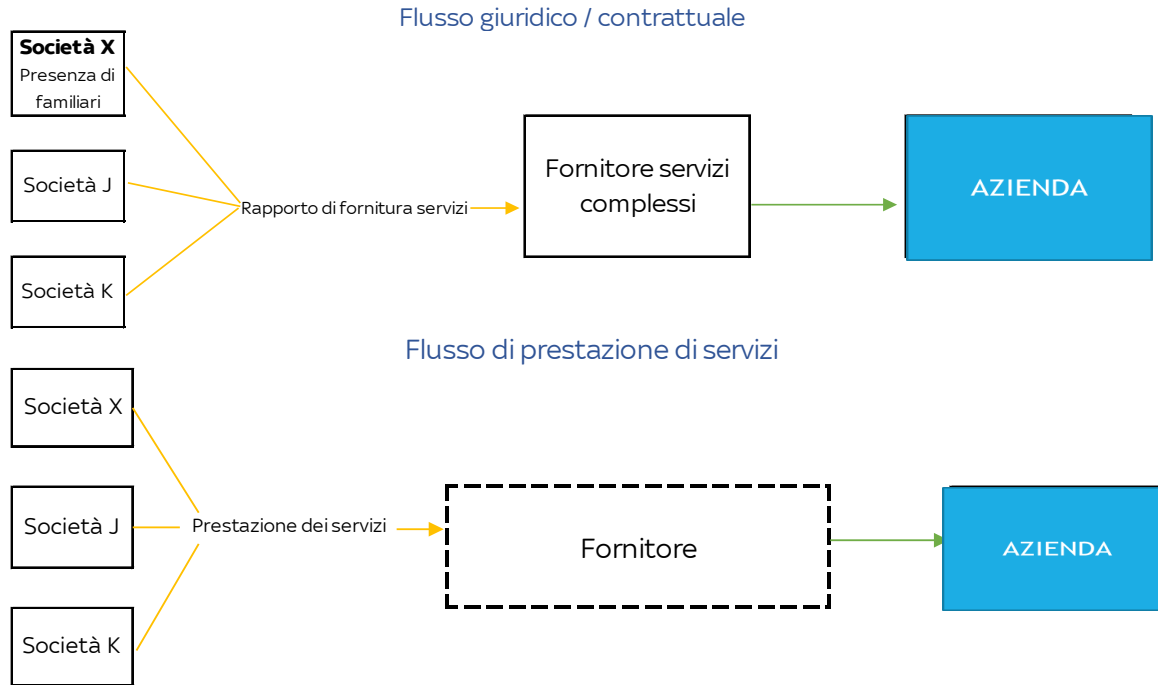 Flusso giuridico / contrattuale
Società X
Presenza di
familiari
Società J
Società K
Rapporto di fornitura servizi
Fornitore servizi
complessi
AZIENDA
Flusso di prestazione di servizi
Società X
Società J
Società K
Prestazione dei servizi
Fornitore
AZIENDA